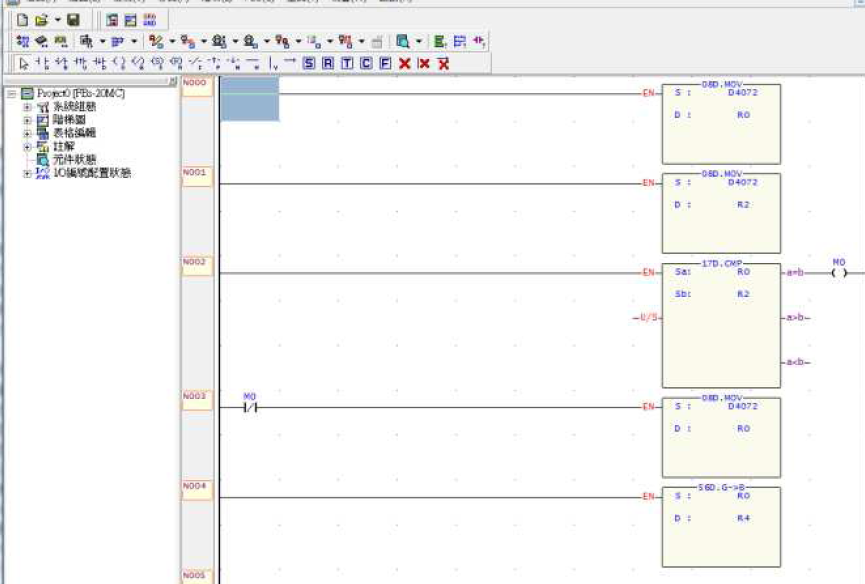 Project0 [FBs-20MC]
系統組態
階梯圖
表格編輯
註解
元件狀態
I/O編號配置狀態
S R T C F
N000
EN
08D.MOV
S : D4072
D : R0
N001
EN
08D.MOV
S : D4072
D : R2
N002
EN
17D.CMP
Sa: R0
a=b
M0
( )
Sb: R2
U/S
a>b
a<b
N003
M0
EN
08D.MOV
S : D4072
D : R0
N004
EN
S6D.G->B
S : R0
D : R4
N005